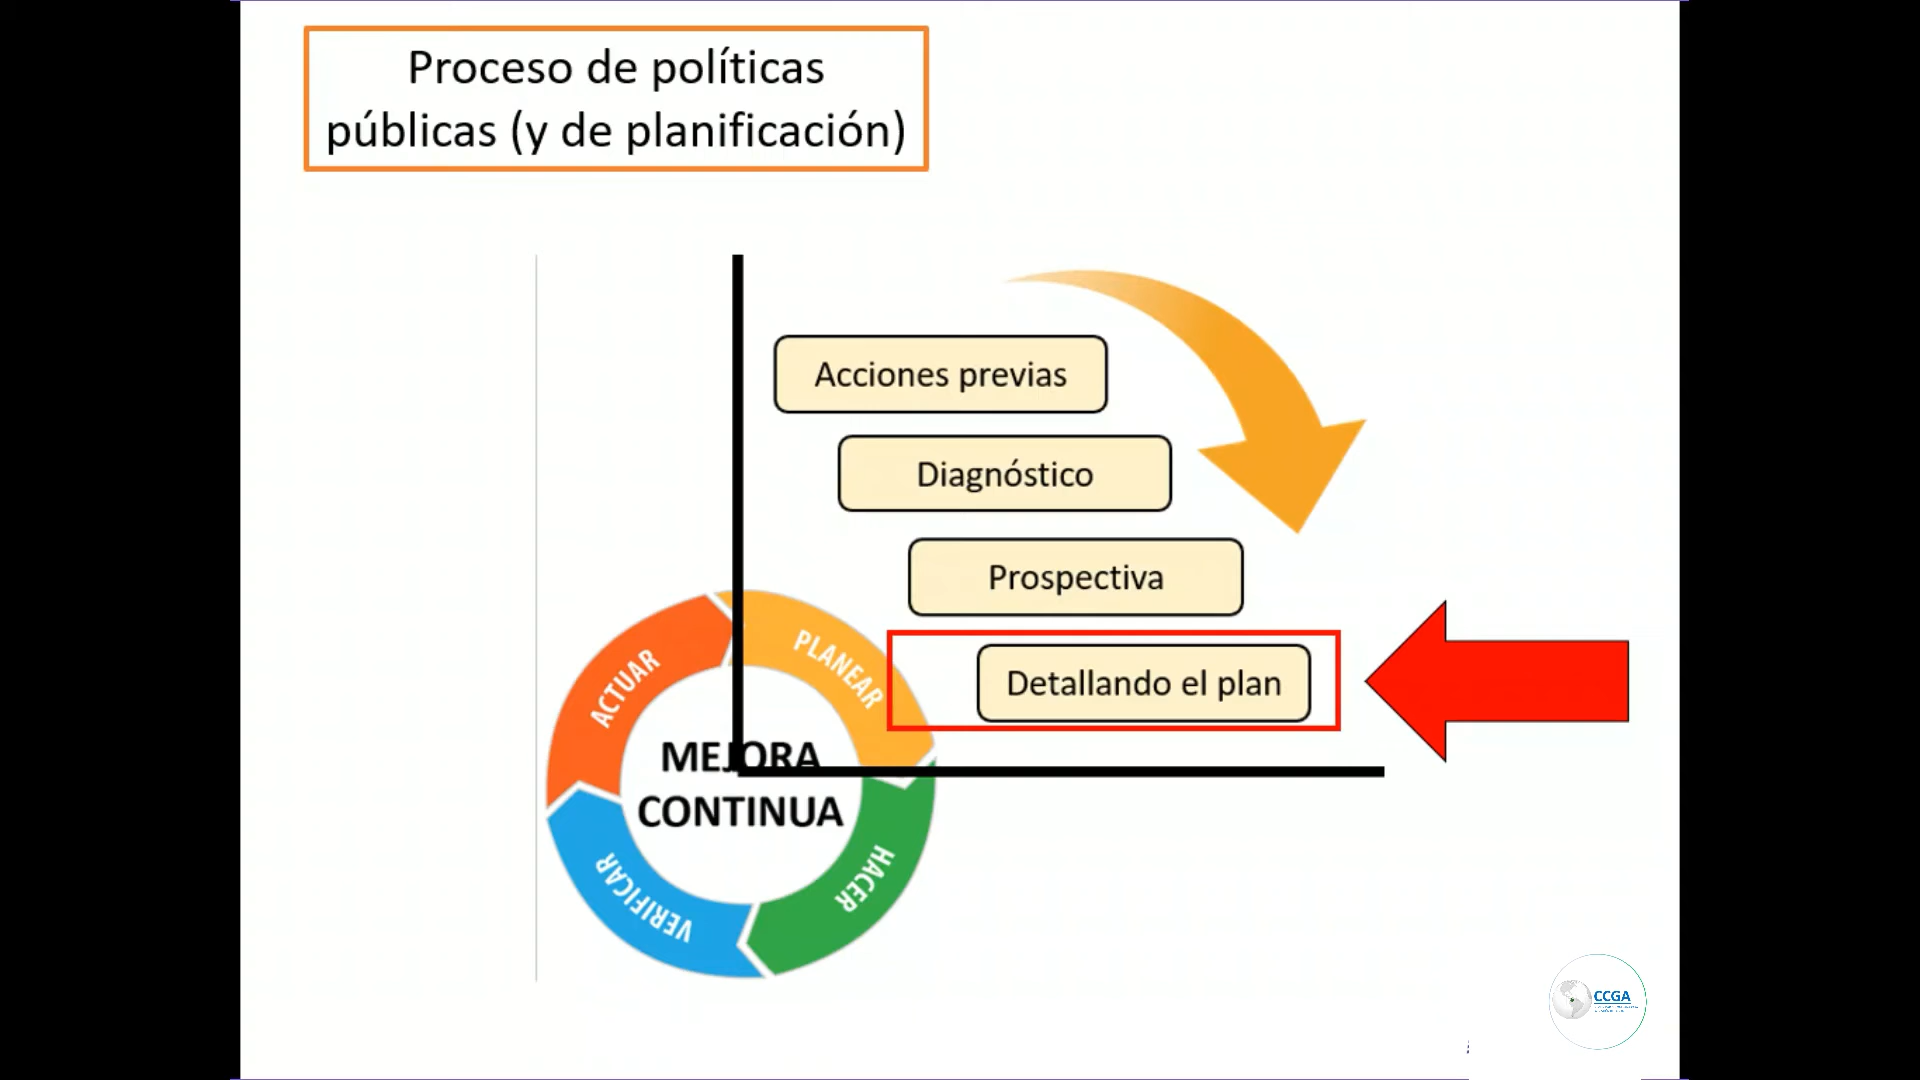 Proceso de políticas
públicas (y de planificación)
Acciones previas
Diagnóstico
Prospectiva
Detallando el plan
ACTUAR
PLANEAR
MEJORA
CONTINUA
VERIFICAR
HACER
CCGA